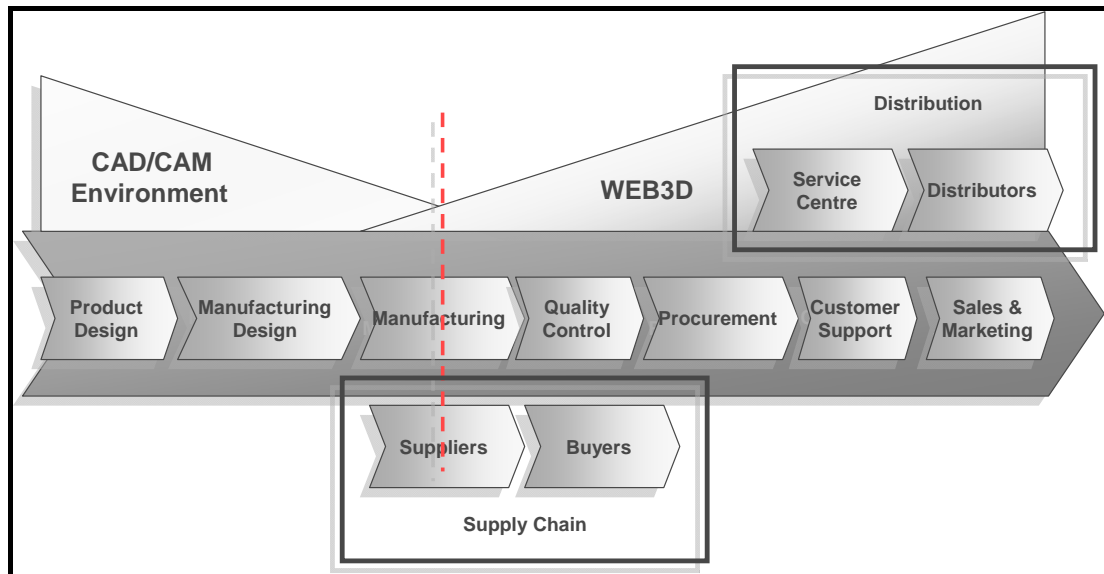 Distribution
CAD/CAM
Environment
WEB3D
Service
Centre
Distributors
Product
Design
Manufacturing
Design
Manufacturing
Quality
Control
Procurement
Customer
Support
Sales &
Marketing
Suppliers
Buyers
Supply Chain